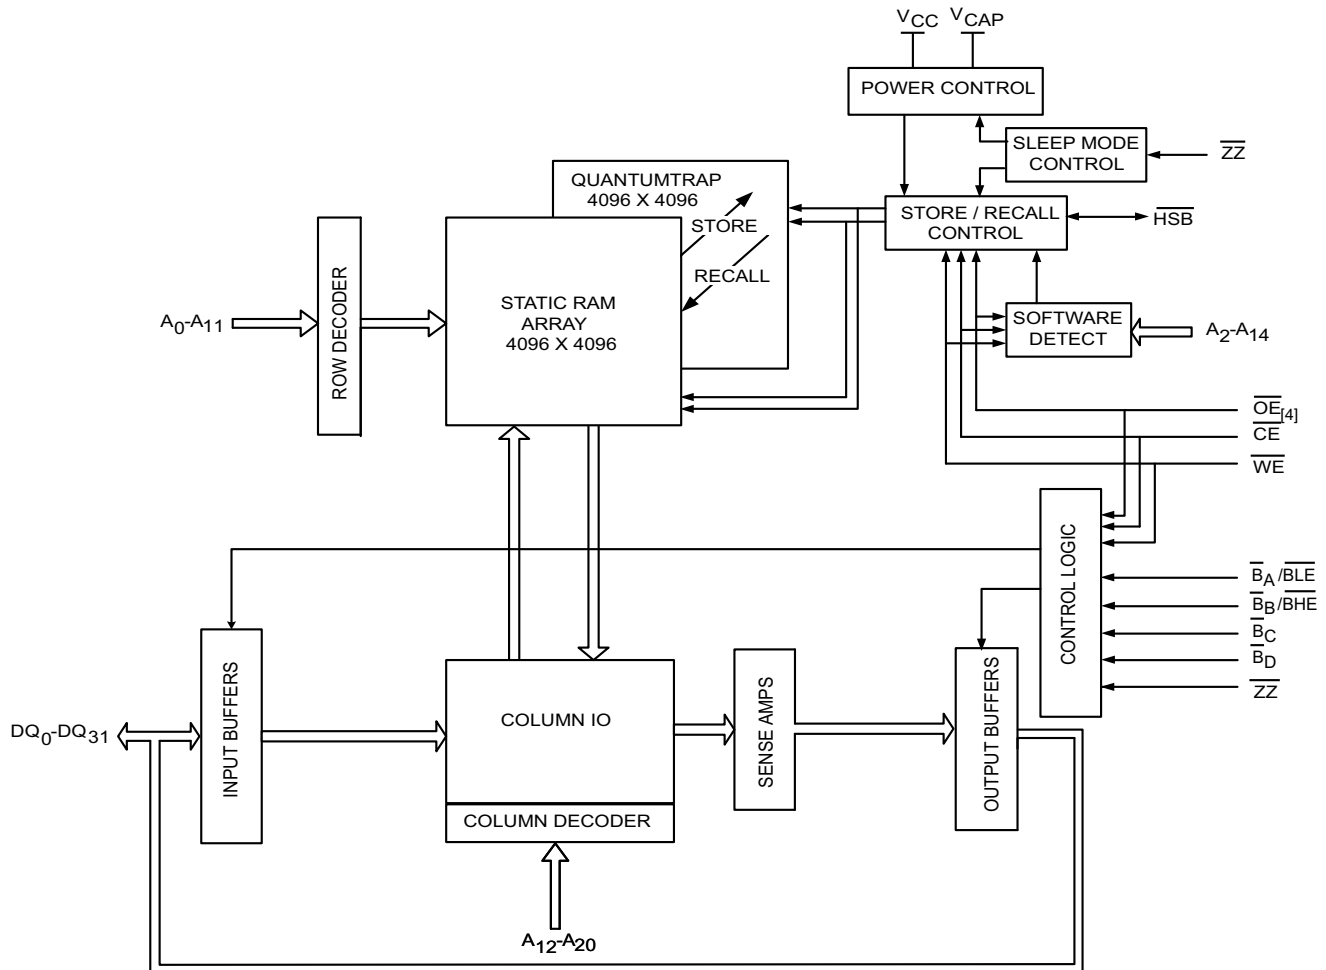 VCC VCAP
POWER CONTROL
SLEEP MODE
CONTROL
ZZ
QUANTUMTRAP
4096 X 4096
STORE
RECALL
STORE / RECALL
CONTROL
HSB
ROW DECODER
A0-A11
STATIC RAM
ARRAY
4096 X 4096
SOFTWARE
DETECT
A2-A14
OE[4]
CE
WE
CONTROL LOGIC
BA/BLE
BB/BHE
BC
BD
ZZ
DQ0-DQ31
INPUT BUFFERS
COLUMN IO
COLUMN DECODER
SENSE AMPS
OUTPUT BUFFERS
A12-A20